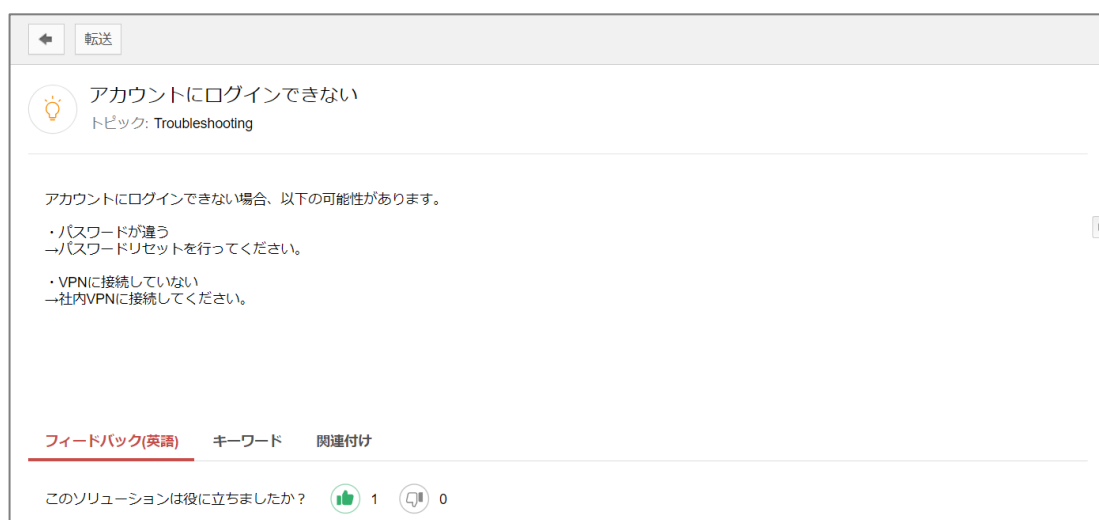 転送
アカウントにログインできない
トピック: Troubleshooting
アカウントにログインできない場合、以下の可能性があります。
・パスワードが違う
→パスワードリセットを行ってください。
・VPNに接続していない
→社内VPNに接続してください。
フィードバック(英語) キーワード 関連付け
このソリューションは役に立ちましたか？ 1 0